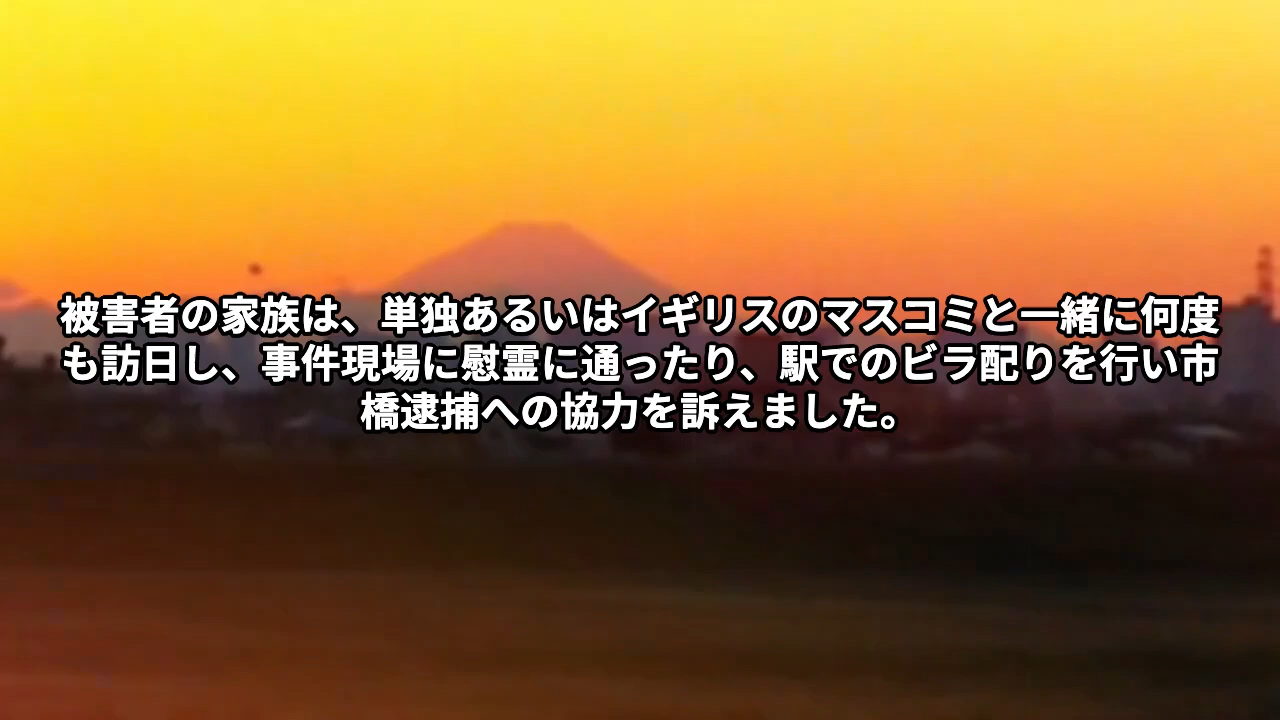 被害者の家族は、単独あるいはイギリスのマスコミと一緒に何度
も訪日し、事件現場に慰霊に通ったり、駅でのビラ配りを行い市
橋逮捕への協力を訴えました。